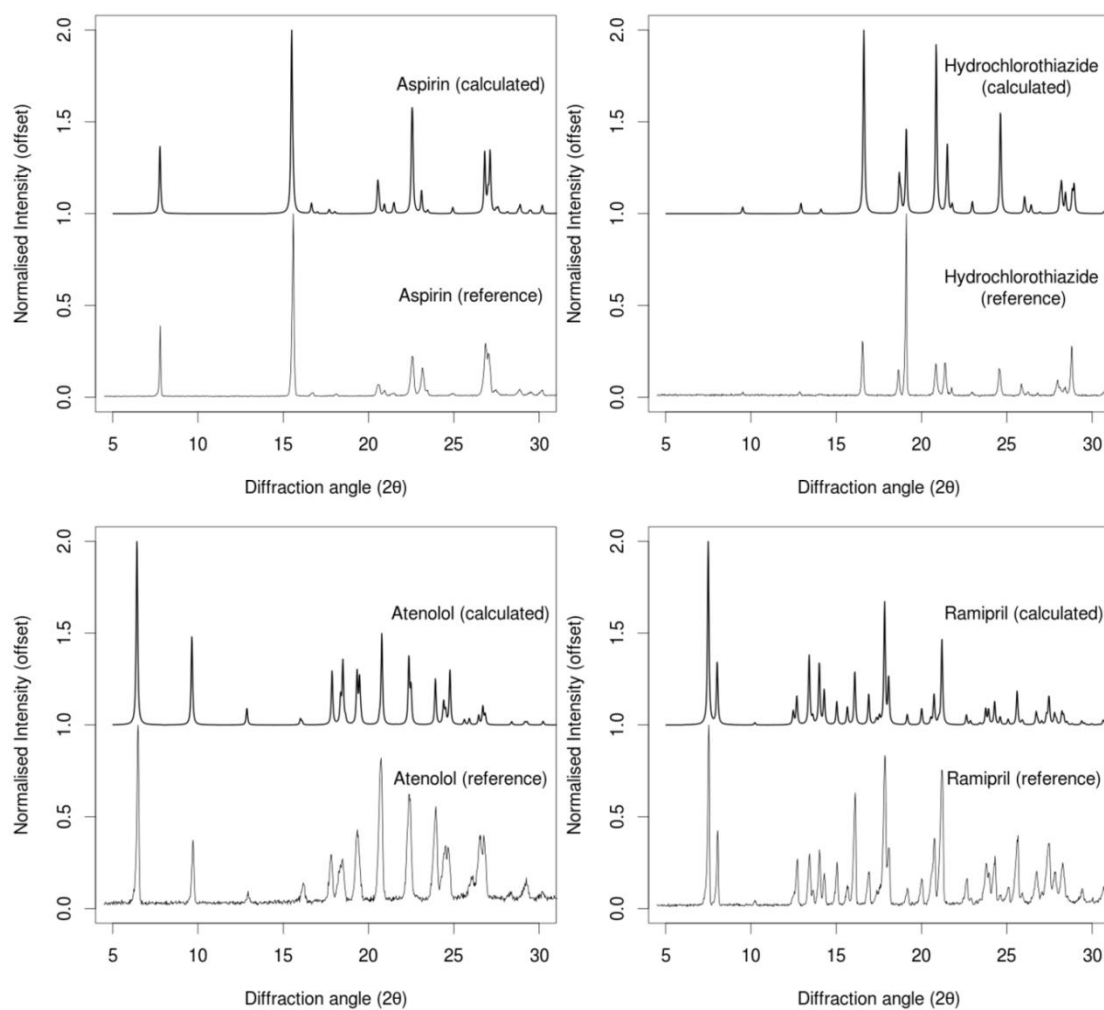 2.0
1.5
1.0
0.5
0.0
Normalised Intensity (offset)
Aspirin (calculated)
Aspirin (reference)
5 10 15 20 25 30
Diffraction angle (2θ)
2.0
1.5
1.0
0.5
0.0
Normalised Intensity (offset)
Hydrochlorothiazide
(calculated)
Hydrochlorothiazide
(reference)
5 10 15 20 25 30
Diffraction angle (2θ)
2.0
1.5
1.0
0.5
0.0
Normalised Intensity (offset)
Atenolol (calculated)
Atenolol (reference)
5 10 15 20 25 30
Diffraction angle (2θ)
2.0
1.5
1.0
0.5
0.0
Normalised Intensity (offset)
Ramipril (calculated)
Ramipril (reference)
5 10 15 20 25 30
Diffraction angle (2θ)